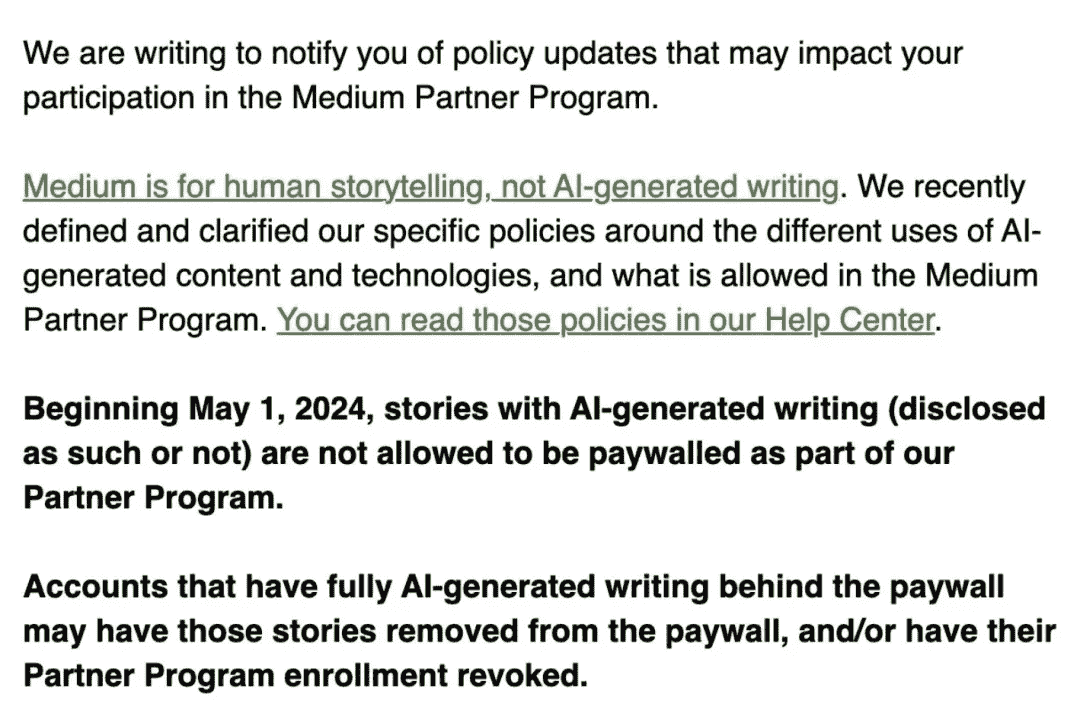 We are writing to notify you of policy updates that may impact your
participation in the Medium Partner Program.
Medium is for human storytelling, not AI-generated writing. We recently
defined and clarified our specific policies around the different uses of AI-
generated content and technologies, and what is allowed in the Medium
Partner Program. You can read those policies in our Help Center.
Beginning May 1, 2024, stories with AI-generated writing (disclosed
as such or not) are not allowed to be paywalled as part of our
Partner Program.
Accounts that have fully AI-generated writing behind the paywall
may have those stories removed from the paywall, and/or have their
Partner Program enrollment revoked.